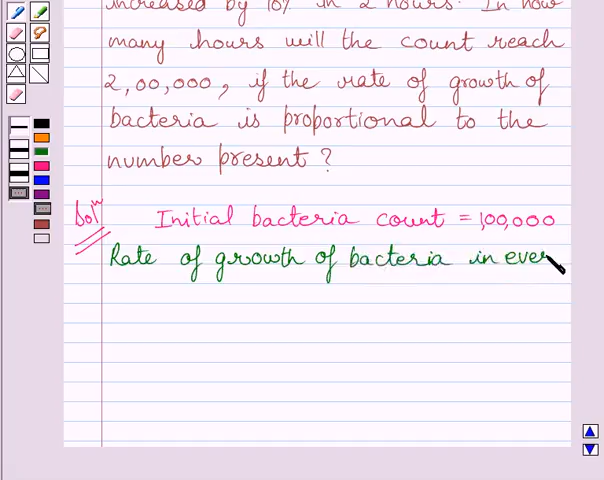 increased by 10% in 2 hours. In how
many hours will the count reach
2,00,000, if the rate of growth of
bacteria is proportional to the
number present ?
Solⁿ Initial bacteria count = 1,00,000
Rate of growth of bacteria in ever